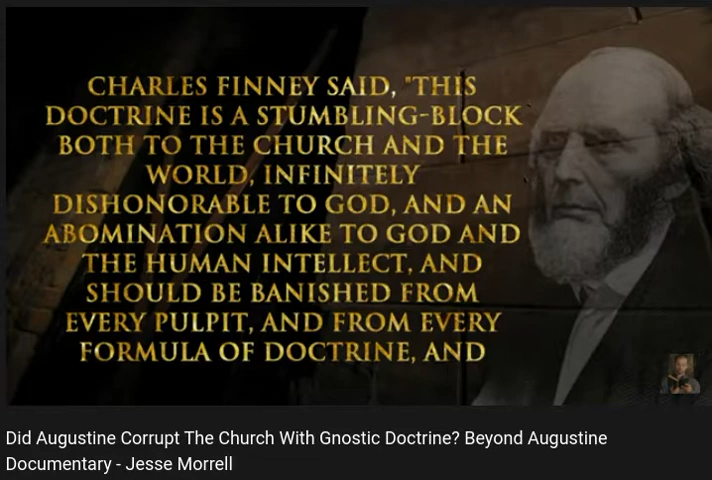 CHARLES FINNEY SAID, "THIS
DOCTRINE IS A STUMBLING-BLOCK
BOTH TO THE CHURCH AND THE
WORLD, INFINITELY
DISHONORABLE TO GOD, AND AN
ABOMINATION ALIKE TO GOD AND
THE HUMAN INTELLECT, AND
SHOULD BE BANISHED FROM
EVERY PULPIT, AND FROM EVERY
FORMULA OF DOCTRINE, AND
Did Augustine Corrupt The Church With Gnostic Doctrine? Beyond Augustine
Documentary - Jesse Morrell